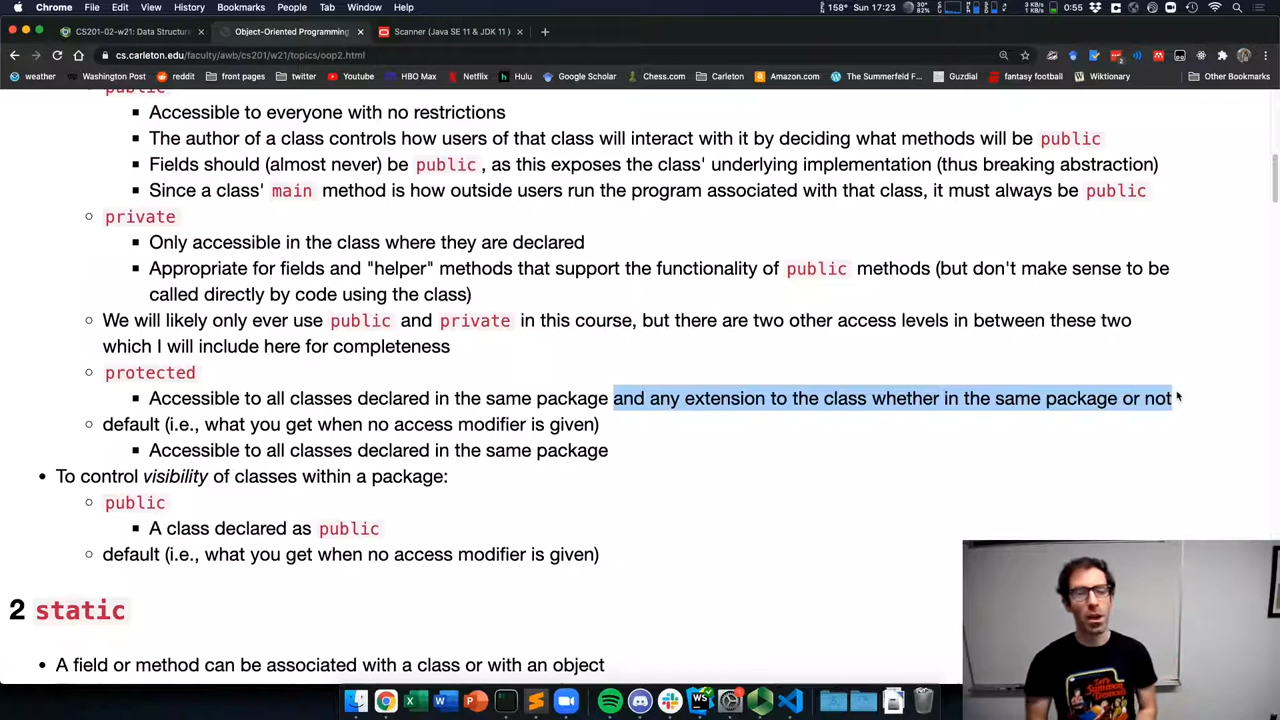 Chrome File Edit View History Bookmarks People Tab Window Help 158° Sun 17:23 30° 82% 3 KB/s 1 KB/s 0:55
CS201-02-w21: Data Structur Object-Oriented Programming Scanner (Java SE 11 & JDK 11 )
cs.carleton.edu/faculty/awb/cs201/w21/topics/oop2.html
weather Washington Post reddit front pages twitter YouTube HBO Max Netflix Hulu Google Scholar Chess.com Carleton Amazon.com The Summerfeld F... Guzdial fantasy football Wiktionary Other Bookmarks
public
Accessible to everyone with no restrictions
The author of a class controls how users of that class will interact with it by deciding what methods will be public
Fields should (almost never) be public, as this exposes the class' underlying implementation (thus breaking abstraction)
Since a class' main method is how outside users run the program associated with that class, it must always be public
private
Only accessible in the class where they are declared
Appropriate for fields and "helper" methods that support the functionality of public methods (but don't make sense to be
called directly by code using the class)
We will likely only ever use public and private in this course, but there are two other access levels in between these two
which I will include here for completeness
protected
Accessible to all classes declared in the same package and any extension to the class whether in the same package or not
default (i.e., what you get when no access modifier is given)
Accessible to all classes declared in the same package
To control visibility of classes within a package:
public
A class declared as public
default (i.e., what you get when no access modifier is given)
2 static
A field or method can be associated with a class or with an object